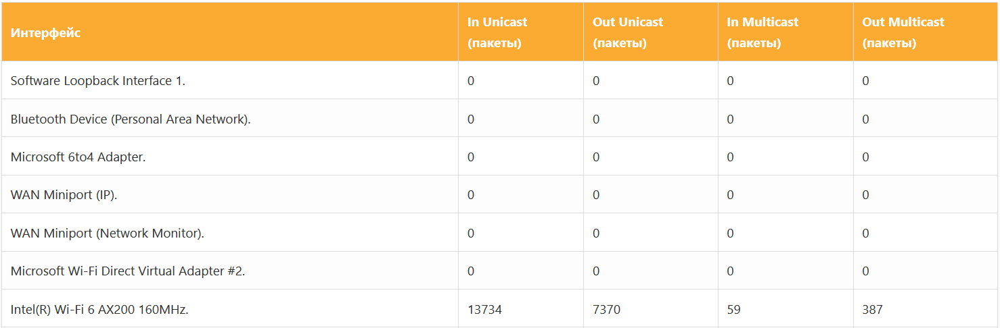 Интерфейс In Unicast (пакеты) Out Unicast (пакеты) In Multicast (пакеты) Out Multicast (пакеты)
Software Loopback Interface 1. 0 0 0 0
Bluetooth Device (Personal Area Network). 0 0 0 0
Microsoft 6to4 Adapter. 0 0 0 0
WAN Miniport (IP). 0 0 0 0
WAN Miniport (Network Monitor). 0 0 0 0
Microsoft Wi-Fi Direct Virtual Adapter #2. 0 0 0 0
Intel(R) Wi-Fi 6 AX200 160MHz. 13734 7370 59 387